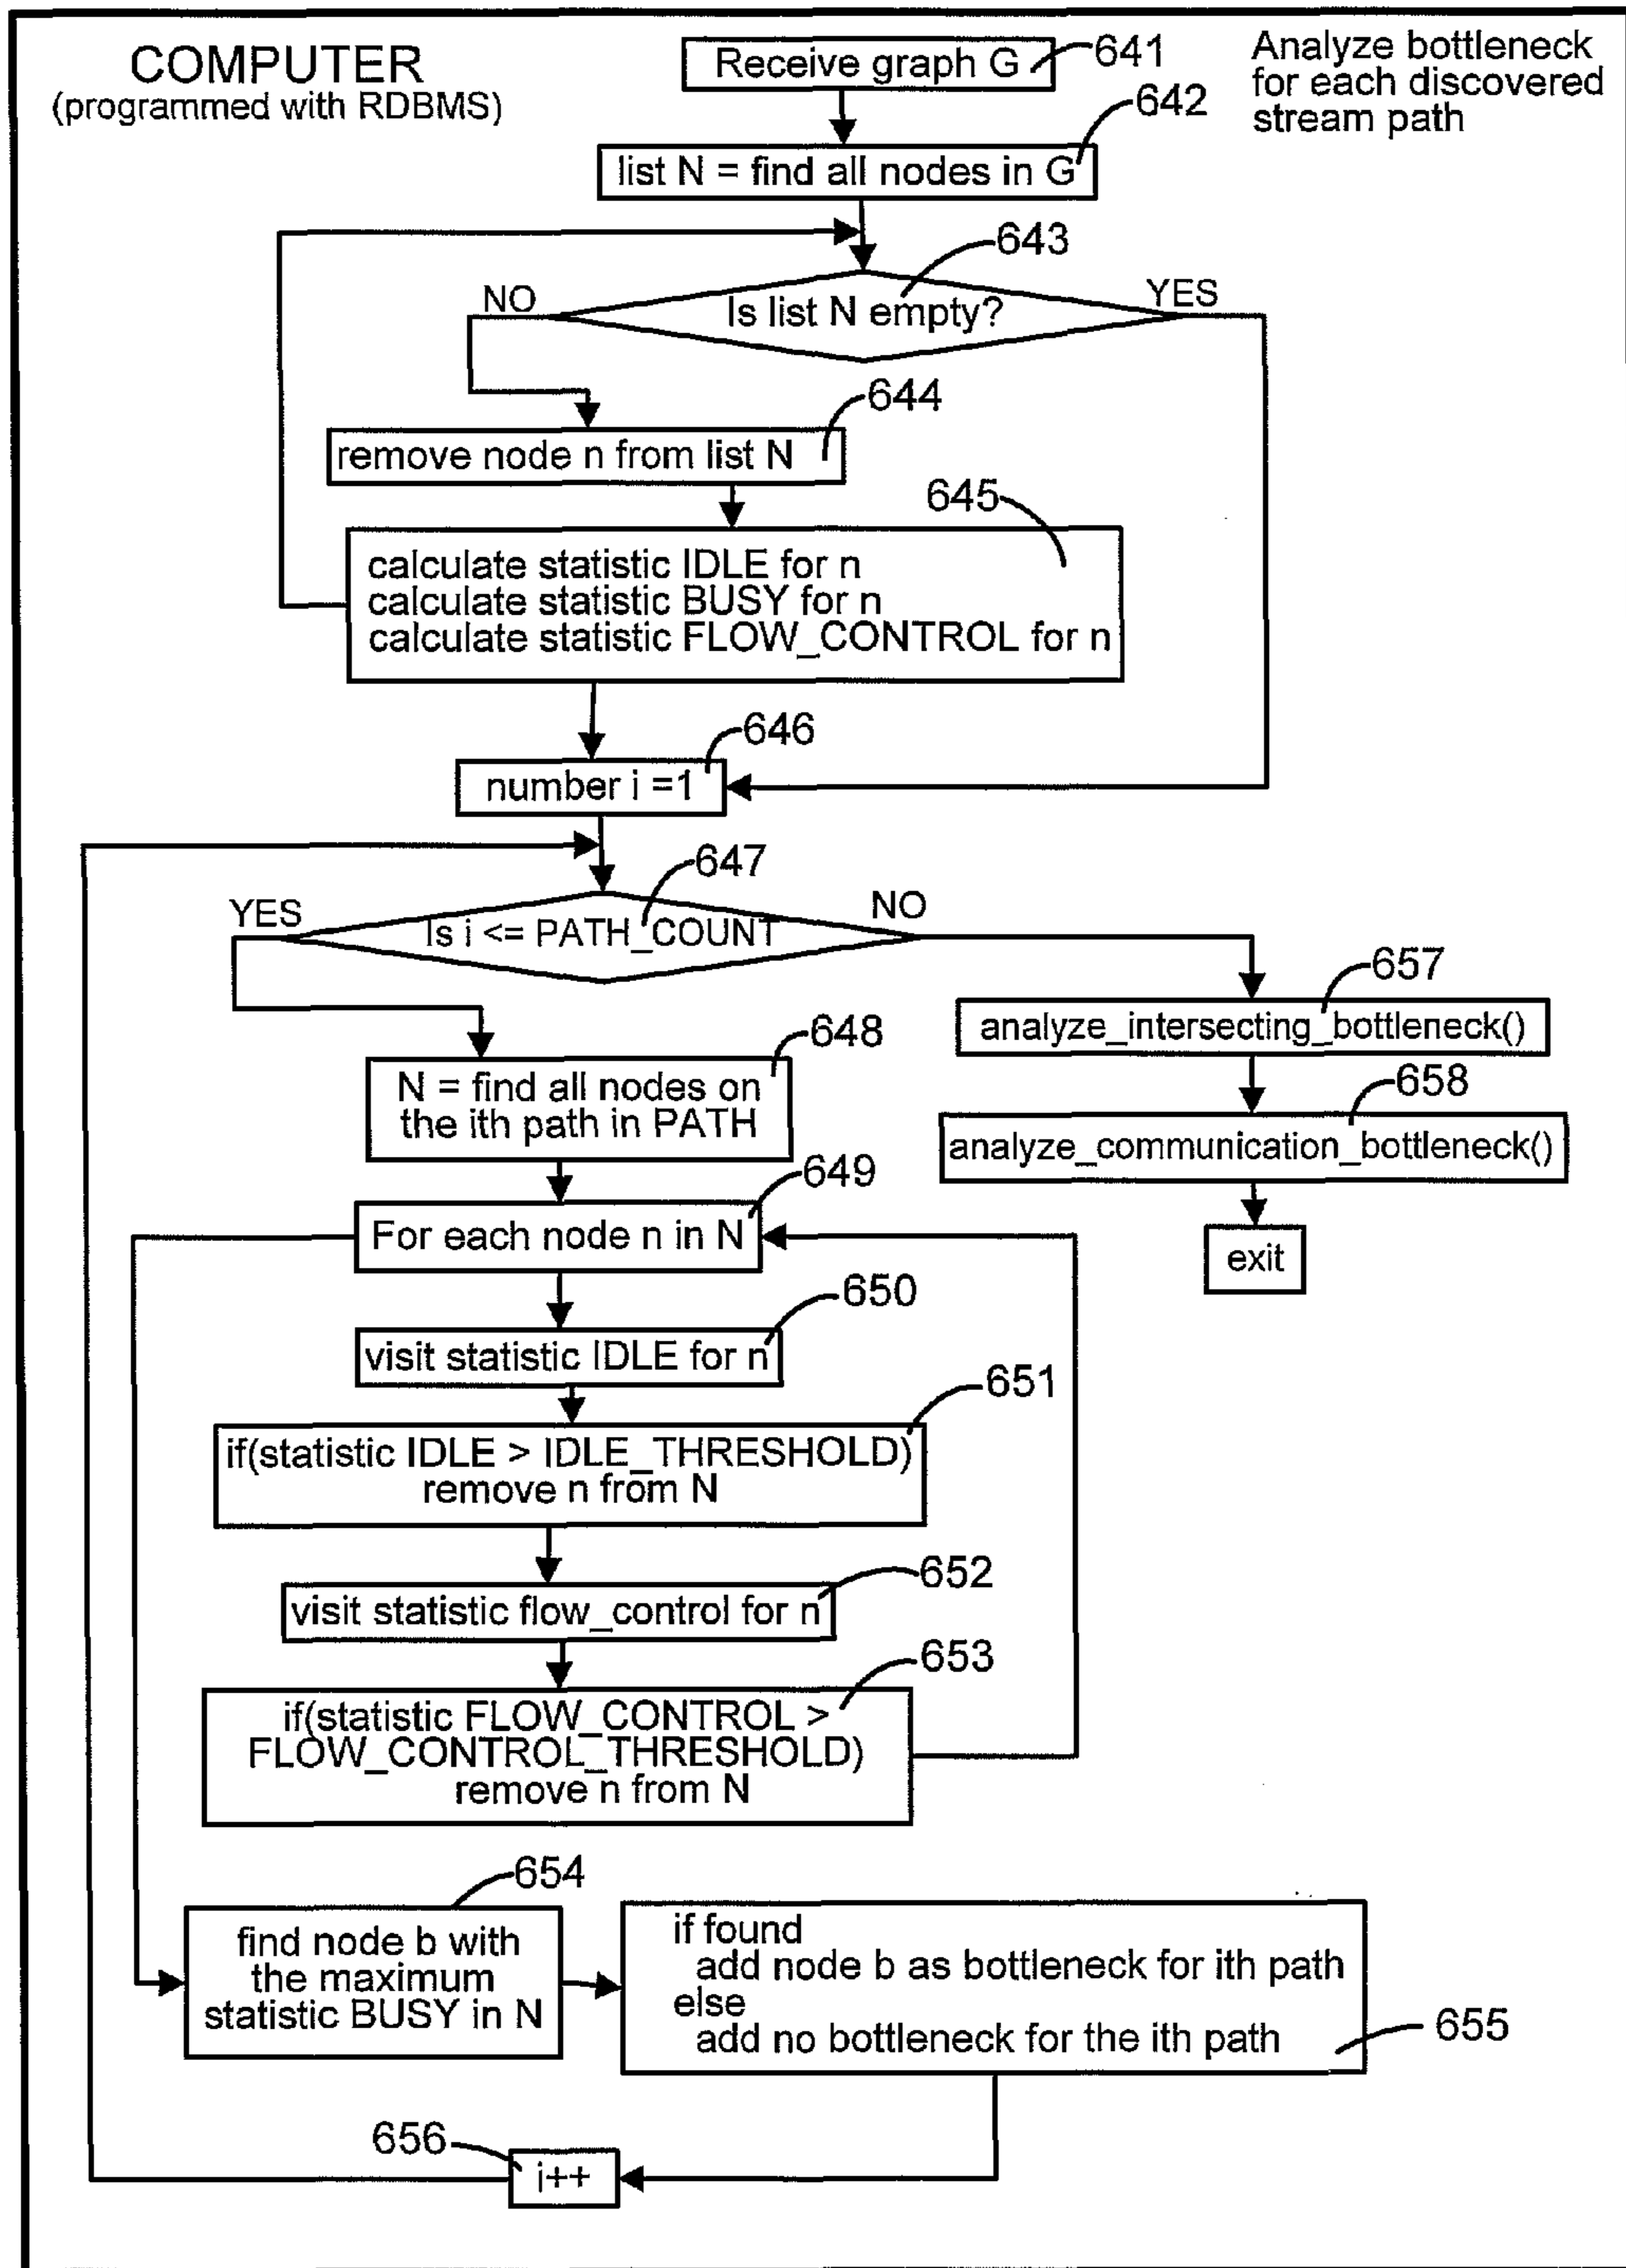 COMPUTER
(programmed with RDBMS)
Analyze bottleneck
for each discovered
stream path
Receive graph G
641
642
list N = find all nodes in G
643
NO
Is list N empty?
YES
644
remove node n from list N
645
calculate statistic IDLE for n
calculate statistic BUSY for n
calculate statistic FLOW_CONTROL for n
646
number i =1
647
YES
Is i <= PATH_COUNT
NO
657
analyze_intersecting_bottleneck()
658
analyze_communication_bottleneck()
exit
648
N = find all nodes on
the ith path in PATH
649
For each node n in N
650
visit statistic IDLE for n
651
if(statistic IDLE > IDLE_THRESHOLD)
remove n from N
652
visit statistic flow_control for n
653
if(statistic FLOW_CONTROL >
FLOW_CONTROL_THRESHOLD)
remove n from N
654
find node b with
the maximum
statistic BUSY in N
if found
add node b as bottleneck for ith path
else
add no bottleneck for the ith path
655
656
i++